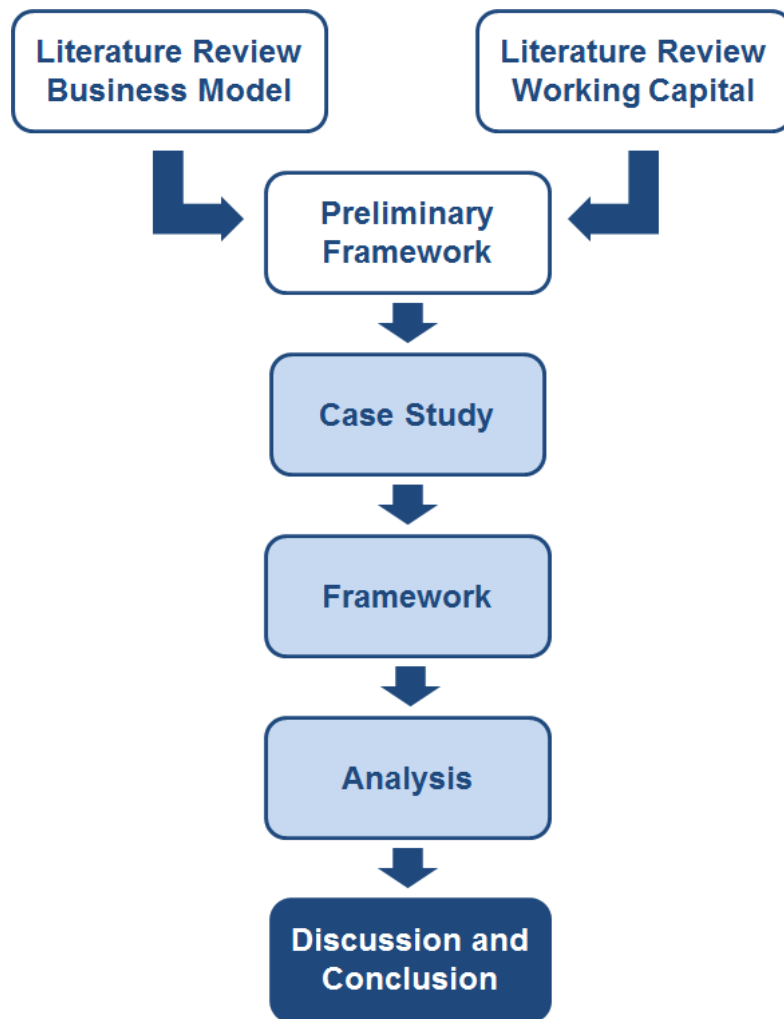 Literature Review
Business Model
Literature Review
Working Capital
Preliminary
Framework
Case Study
Framework
Analysis
Discussion and
Conclusion